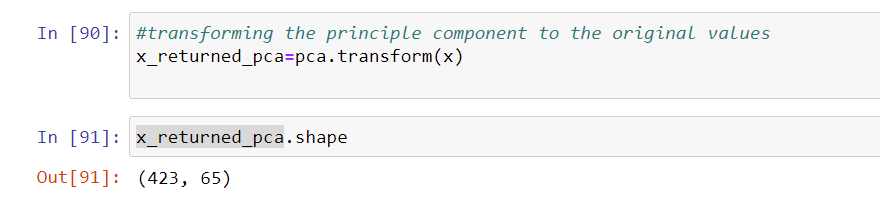 In [90]: #transforming the principle component to the original values
x_returned_pca=pca.transform(x)
In [91]: x_returned_pca.shape
Out[91]: (423, 65)